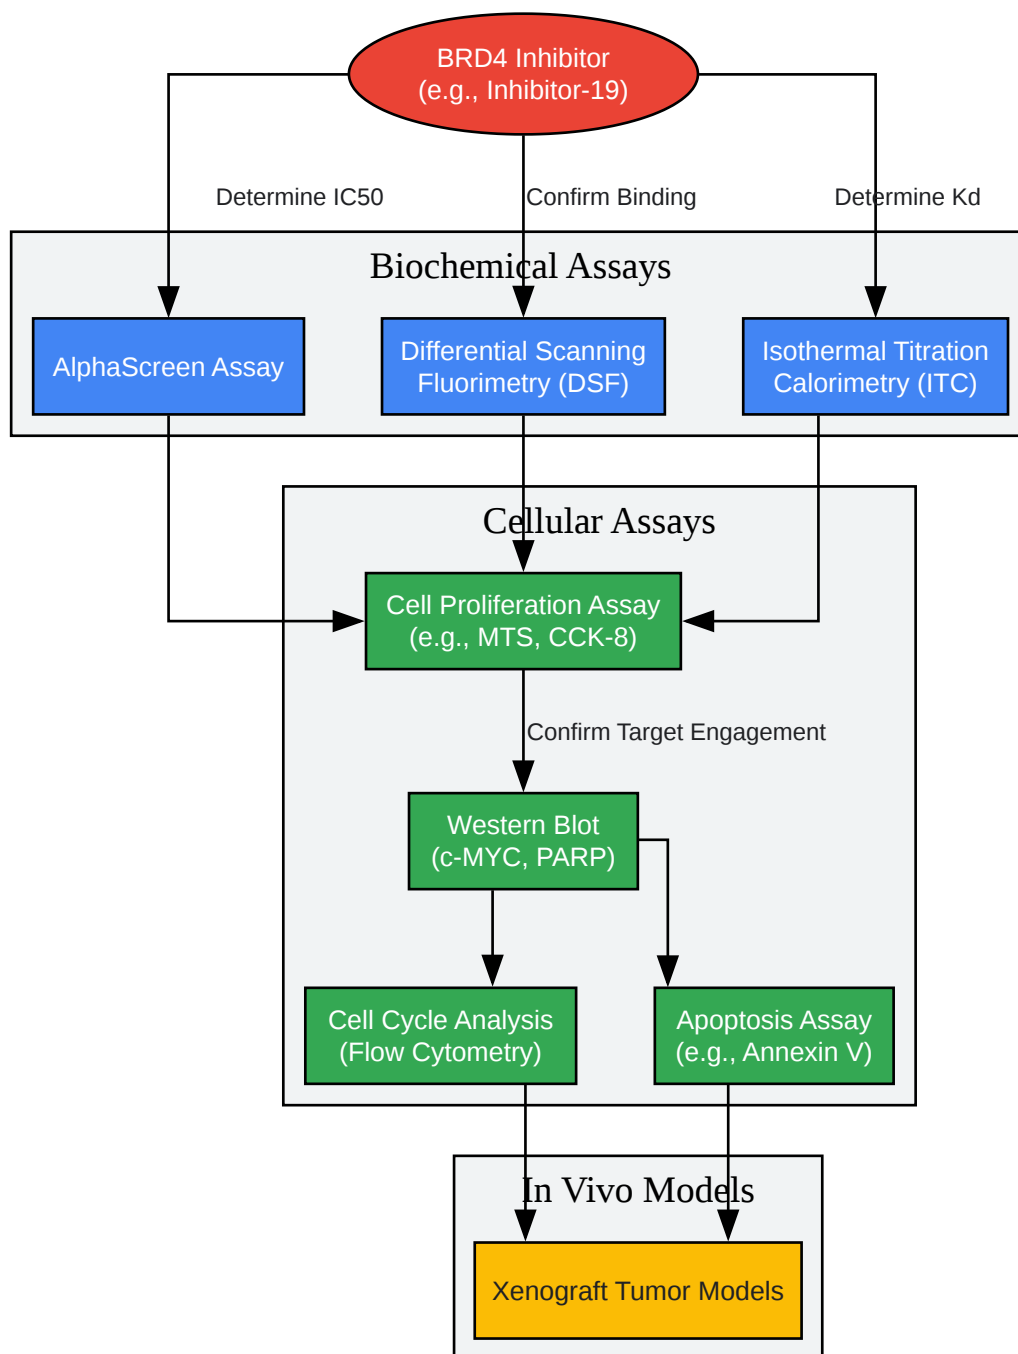 BRD4 Inhibitor
(e.g., Inhibitor-19)
Determine IC50
Confirm Binding
Determine Kd
Biochemical Assays
AlphaScreen Assay
Differential Scanning
Fluorimetry (DSF)
Isothermal Titration
Calorimetry (ITC)
Cellular Assays
Cell Proliferation Assay
(e.g., MTS, CCK-8)
Confirm Target Engagement
Western Blot
(c-MYC, PARP)
Cell Cycle Analysis
(Flow Cytometry)
Apoptosis Assay
(e.g., Annexin V)
In Vivo Models
Xenograft Tumor Models